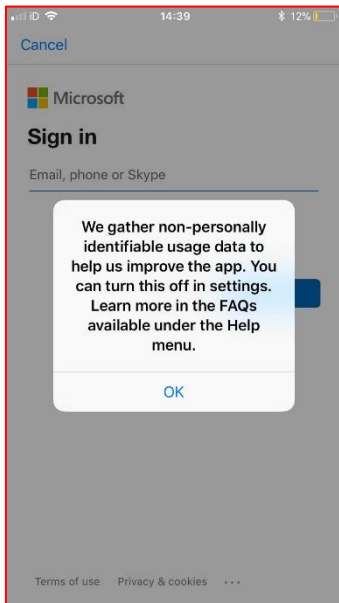 iD 14:39 12%
Cancel
Microsoft
Sign in
Email, phone or Skype
We gather non-personally
identifiable usage data to
help us improve the app. You
can turn this off in settings.
Learn more in the FAQs
available under the Help
menu.
OK
Terms of use Privacy & cookies ...